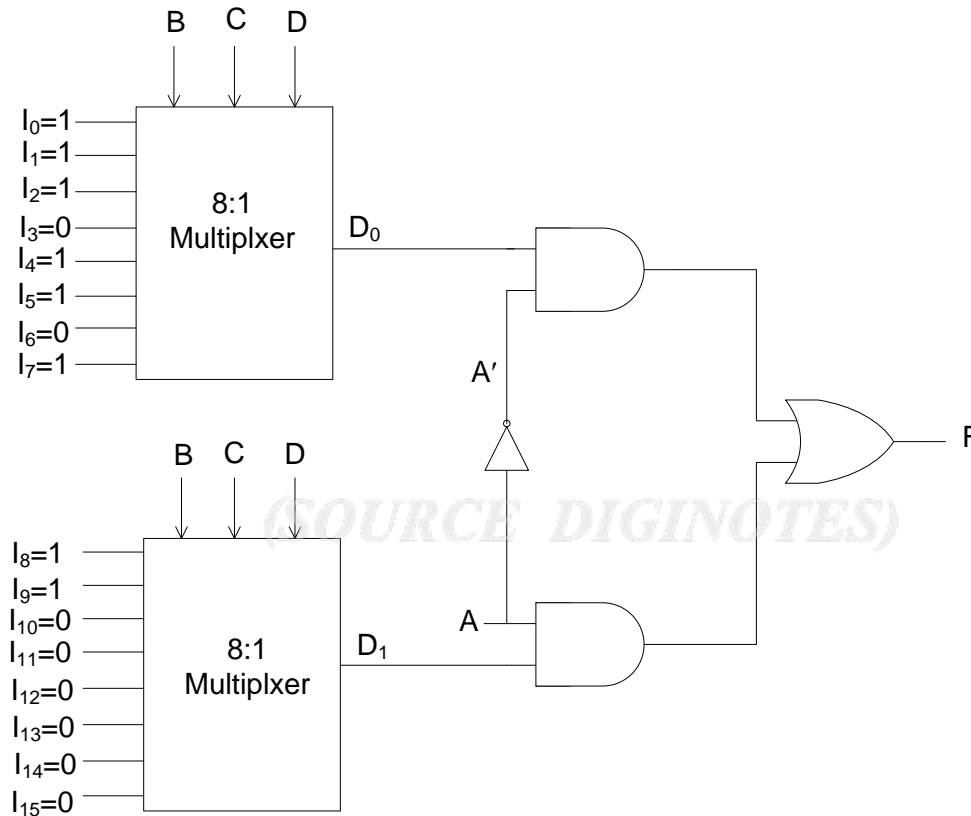 B C D
I₀=1
I₁=1
I₂=1
I₃=0
I₄=1
I₅=1
I₆=0
I₇=1
8:1
Multiplxer
D₀
A′
B C D
(SOURCE DIGINOTES)
I₈=1
I₉=1
I₁₀=0
I₁₁=0
I₁₂=0
I₁₃=0
I₁₄=0
I₁₅=0
8:1
Multiplxer
D₁
A
F